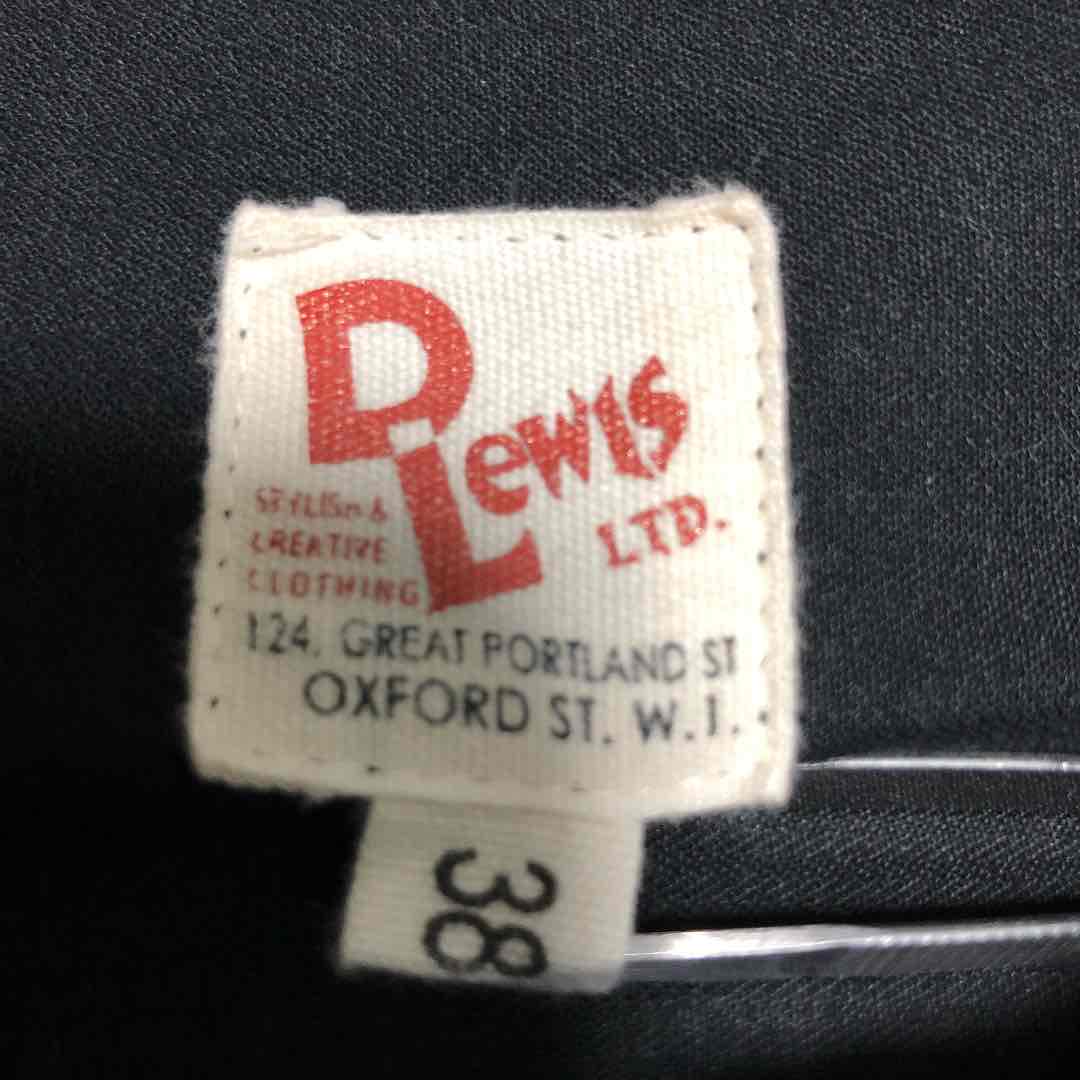 D Lewis
LTD.
STYLISH &
CREATIVE
CLOTHING
124, GREAT PORTLAND ST
OXFORD ST. W.1.
38